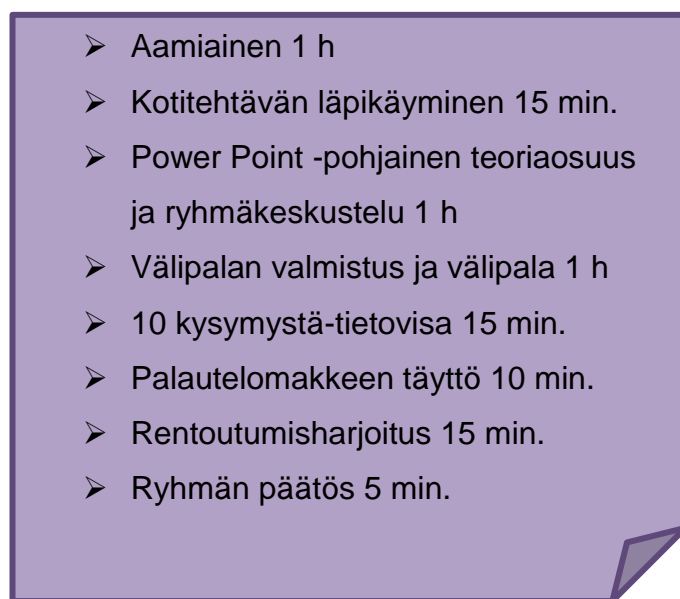 ➢ Aamiainen 1 h
➢ Kotitehtävän läpikäyminen 15 min.
➢ Power Point -pohjainen teoriaosuus
ja ryhmäkeskustelu 1 h
➢ Välipalan valmistus ja välipala 1 h
➢ 10 kysymystä-tietovisa 15 min.
➢ Palautelomakkeen täyttö 10 min.
➢ Rentoutumisharjoitus 15 min.
➢ Ryhmän päätös 5 min.